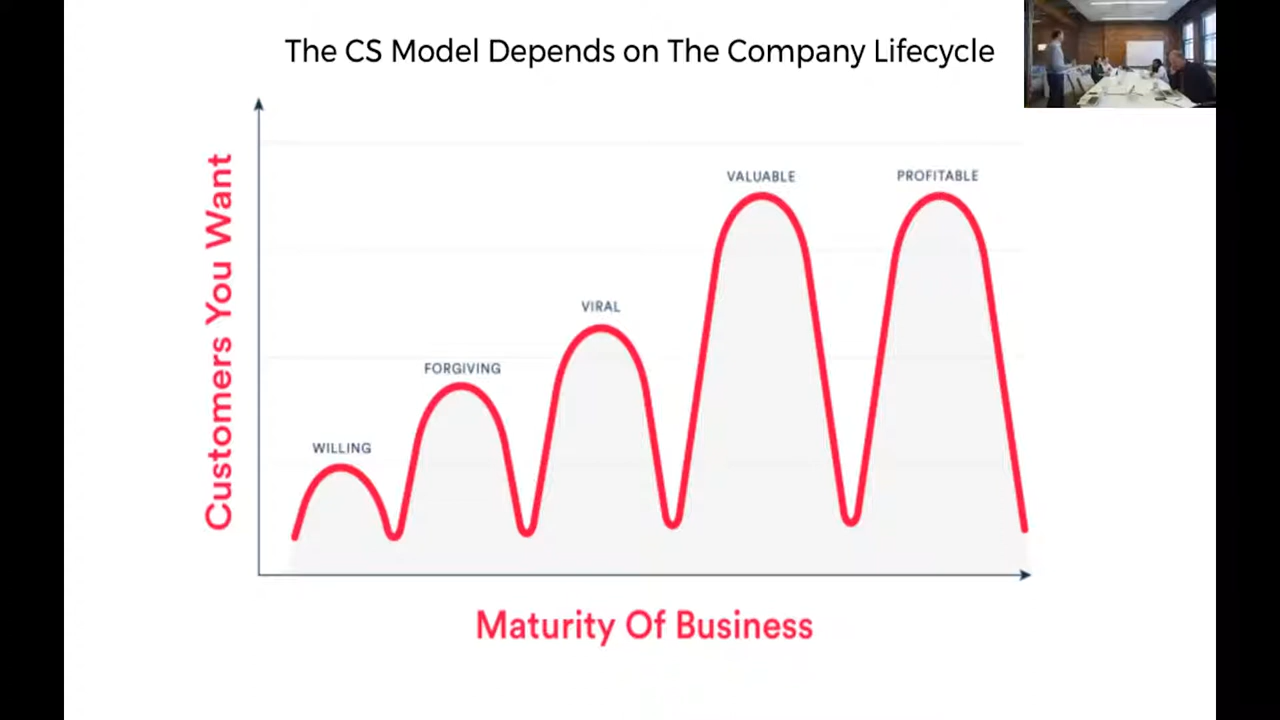 The CS Model Depends on The Company Lifecycle
Customers You Want
WILLING
FORGIVING
VIRAL
VALUABLE
PROFITABLE
Maturity Of Business